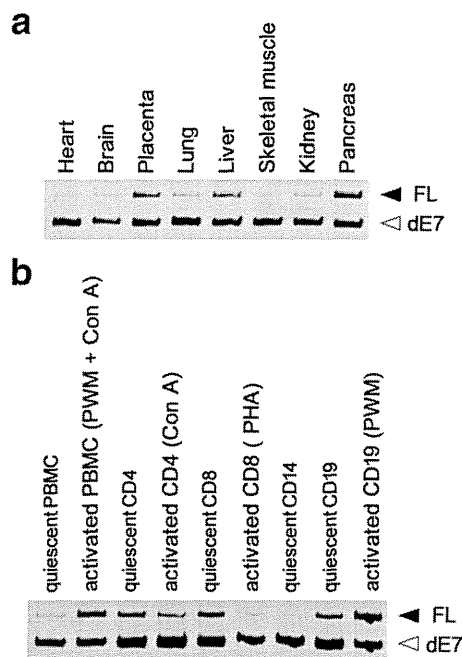 a
Heart
Brain
Placenta
Lung
Liver
Skeletal muscle
Kidney
Pancreas
FL
dE7
b
quiescent PBMC
activated PBMC (PWM + Con A)
quiescent CD4
activated CD4 (Con A)
quiescent CD8
activated CD8 ( PHA)
quiescent CD14
quiescent CD19
activated CD19 (PWM)
FL
dE7